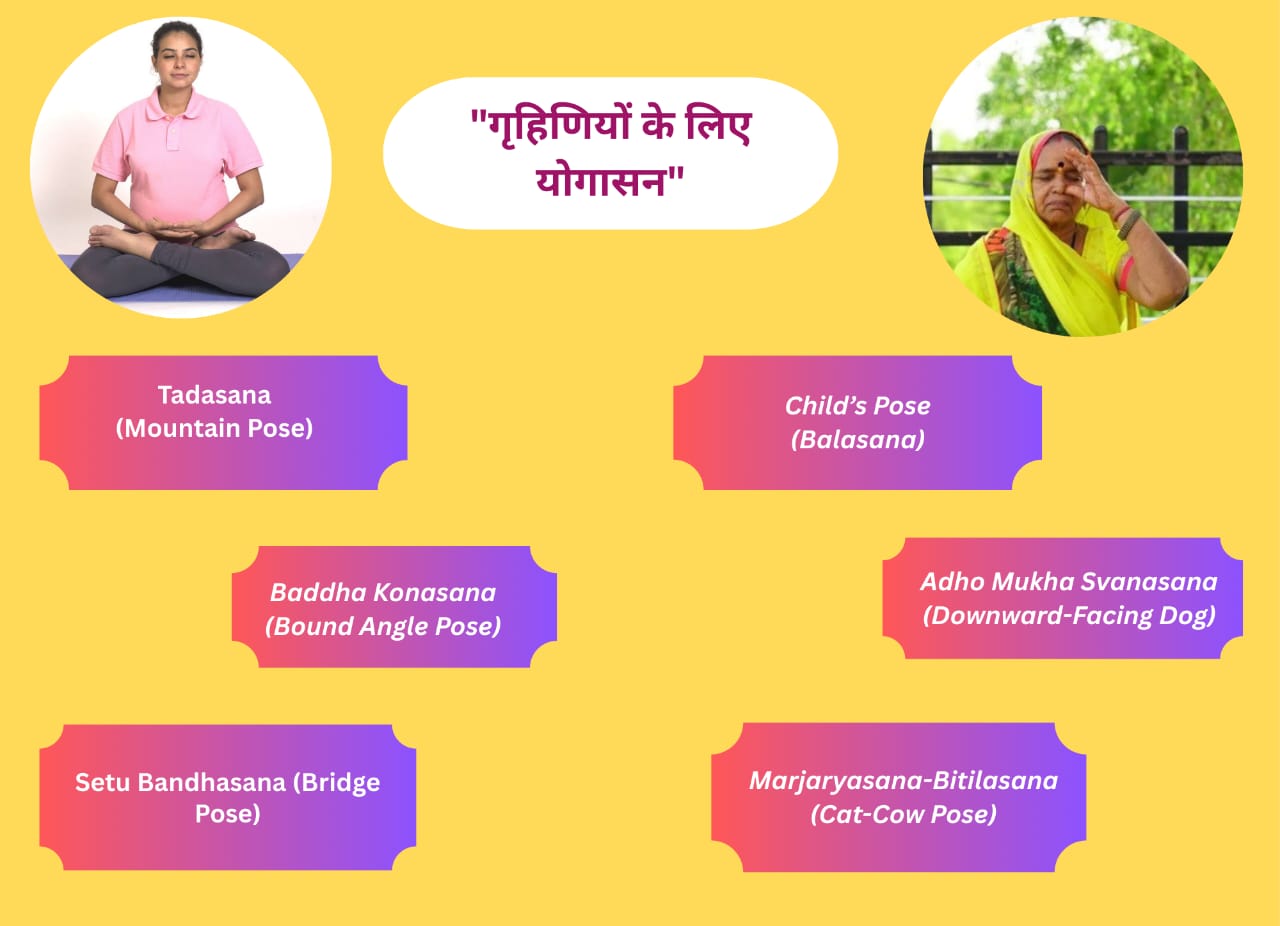 "गृहिणियों के लिए
योगासन"
Tadasana
(Mountain Pose)
Child’s Pose
(Balasana)
Baddha Konasana
(Bound Angle Pose)
Adho Mukha Svanasana
(Downward-Facing Dog)
Setu Bandhasana (Bridge
Pose)
Marjaryasana-Bitilasana
(Cat-Cow Pose)